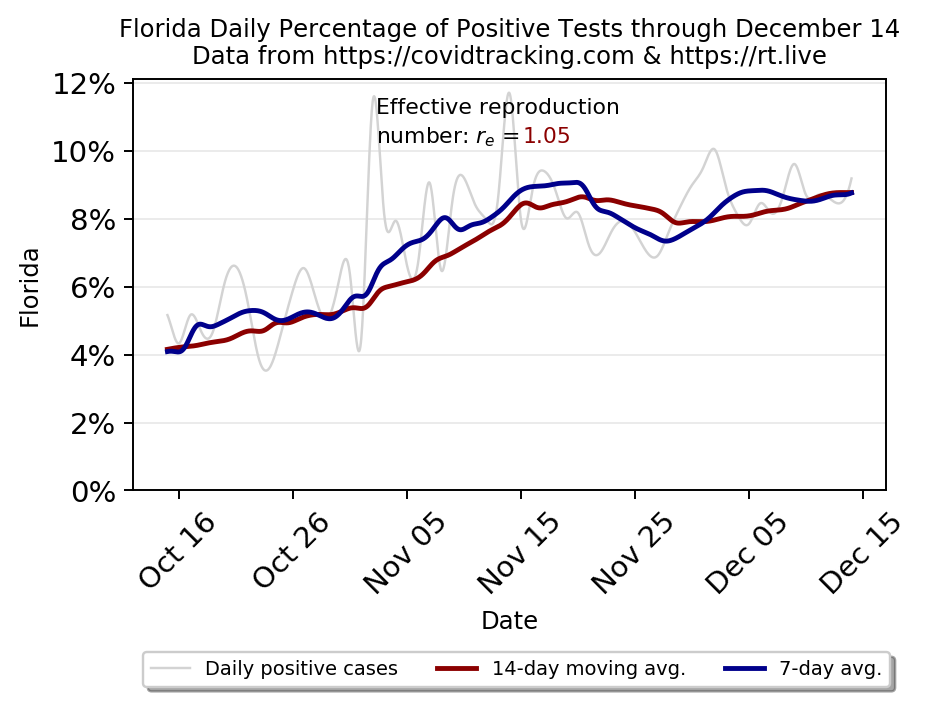 Florida Daily Percentage of Positive Tests through December 14
Data from https://covidtracking.com & https://rt.live
12%
10%
8%
6%
4%
2%
0%
Florida
Effective reproduction
number: rₑ =1.05
Oct 16
Oct 26
Nov 05
Nov 15
Nov 25
Dec 05
Dec 15
Date
Daily positive cases
14-day moving avg.
7-day avg.